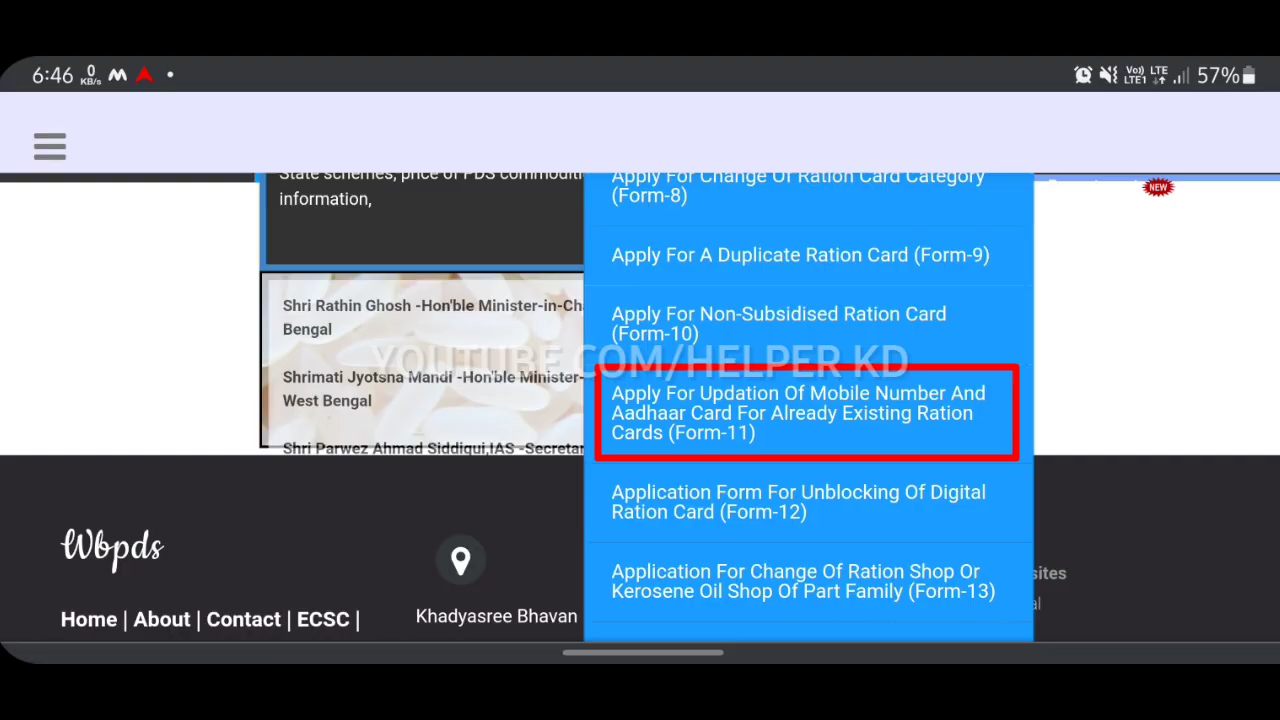 6:46 0 KB/s
Vo) LTE1 LTE 57%
State schemes, price of PDS commoditi
information,
Shri Rathin Ghosh -Hon'ble Minister-in-Cha
Bengal
Shrimati Jyotsna Mandi -Hon'ble Minister-
West Bengal
Shri Parwez Ahmad Siddiqui,IAS -Secretar
Apply For Change Of Ration Card Category
(Form-8)
Apply For A Duplicate Ration Card (Form-9)
Apply For Non-Subsidised Ration Card
(Form-10)
YOUTUBE.COM/HELPER KD
Apply For Updation Of Mobile Number And
Aadhaar Card For Already Existing Ration
Cards (Form-11)
Application Form For Unblocking Of Digital
Ration Card (Form-12)
Application For Change Of Ration Shop Or
Kerosene Oil Shop Of Part Family (Form-13)
NEW
Wbpds
Home | About | Contact | ECSC |
Khadyasree Bhavan
sites
al